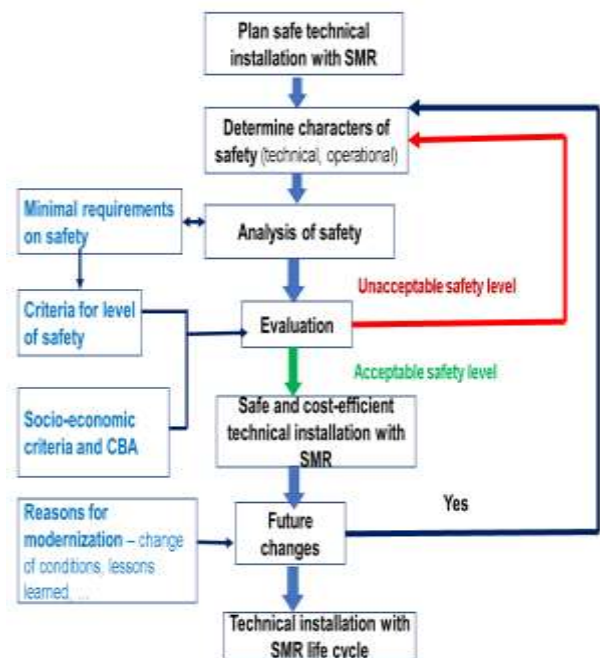 Plan safe technical
installation with SMR
Determine characters of
safety (technical, operational)
Minimal requirements
on safety
Analysis of safety
Unacceptable safety level
Criteria for level
of safety
Evaluation
Acceptable safety level
Socio-economic
criteria and CBA
Safe and cost-efficient
technical installation with
SMR
Reasons for
modernization – change
of conditions, lessons
learned, ...
Yes
Future
changes
Technical installation with
SMR life cycle